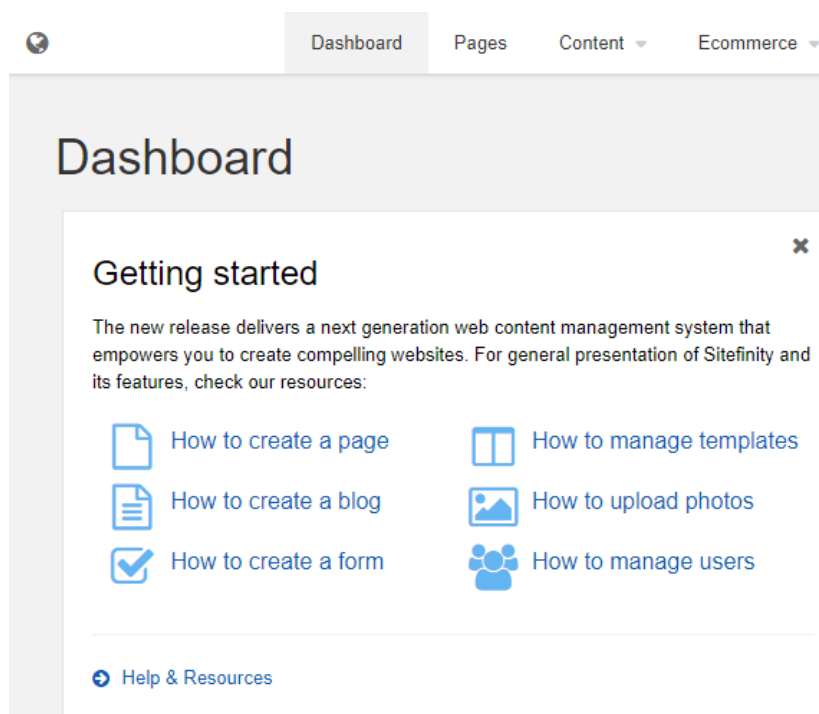 Dashboard Pages Content Ecommerce
Dashboard
Getting started
The new release delivers a next generation web content management system that
empowers you to create compelling websites. For general presentation of Sitefinity and
its features, check our resources:
How to create a page
How to manage templates
How to create a blog
How to upload photos
How to create a form
How to manage users
Help & Resources